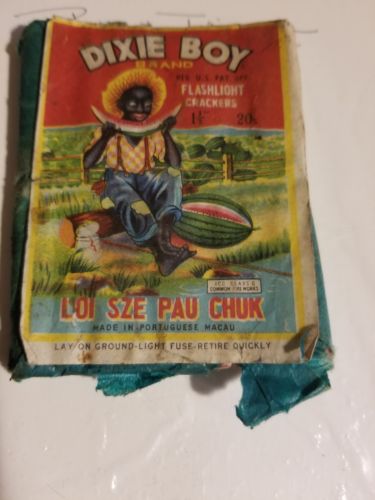 DIXIE BOY
BRAND
REG. U.S. PAT. OFF.
FLASHLIGHT
CRACKERS
1½" 20s
ICC CLASS C
COMMON FIREWORKS
LOI SZE PAU CHUK
MADE IN PORTUGUESE MACAU
LAY ON GROUND-LIGHT FUSE-RETIRE QUICKLY